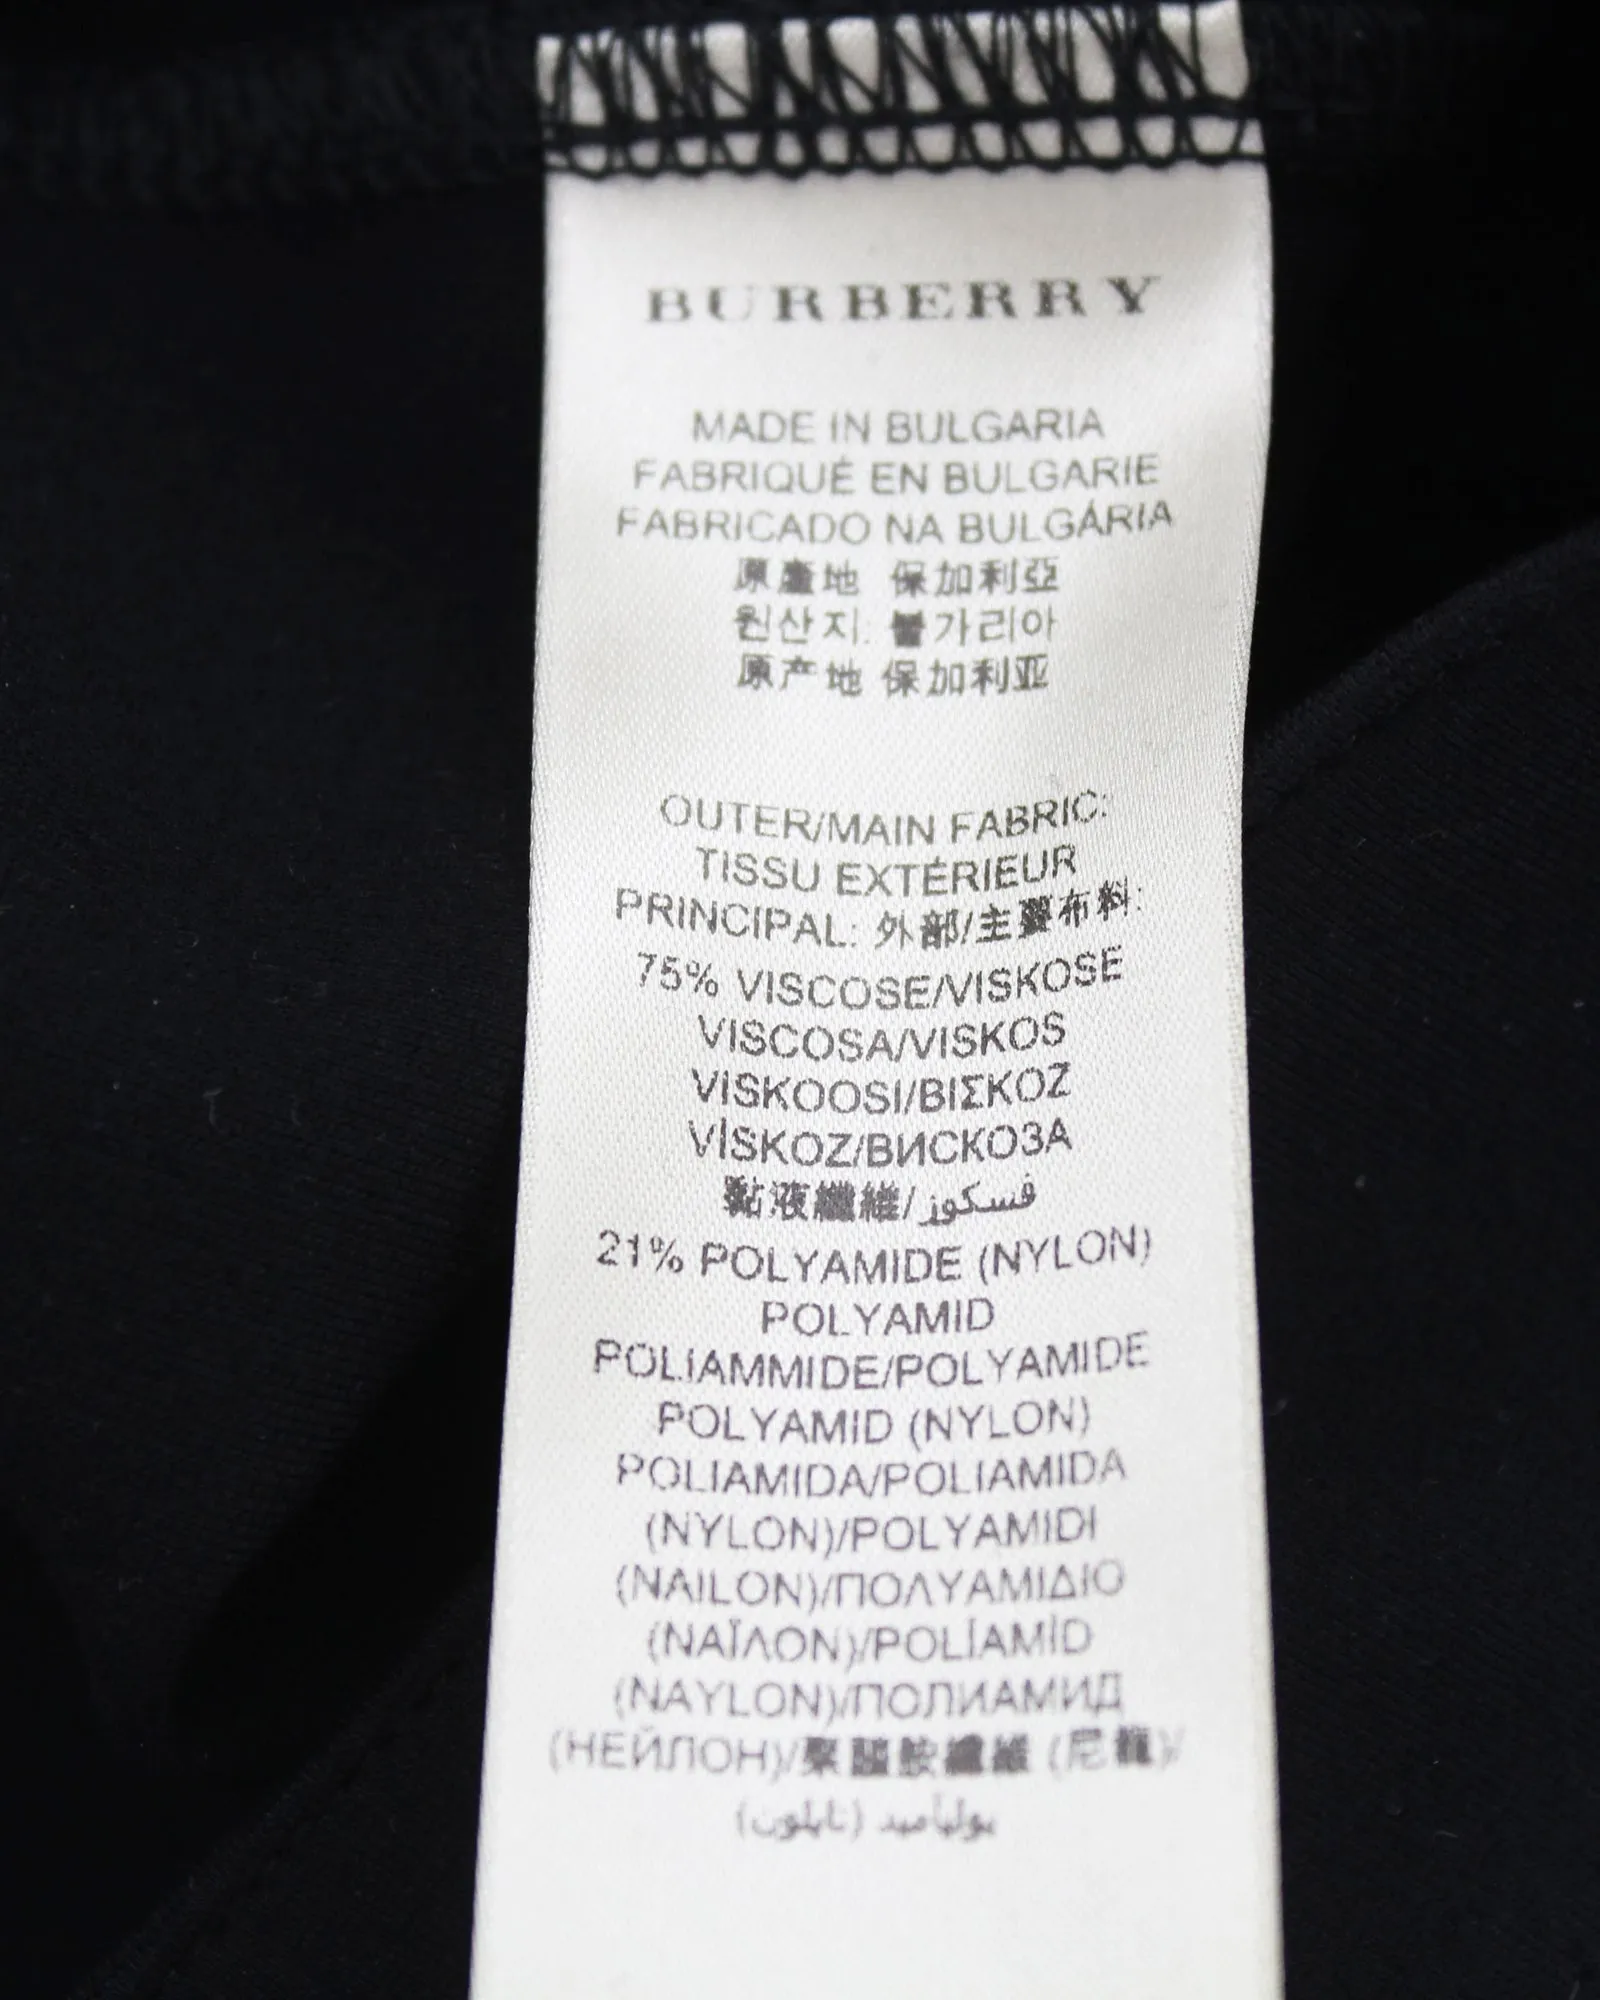 BURBERRY
MADE IN BULGARIA
FABRIQUÉ EN BULGARIE
FABRICADO NA BULGÁRIA
原產地 保加利亞
원산지: 불가리아
原产地 保加利亚
OUTER/MAIN FABRIC:
TISSU EXTÉRIEUR
PRINCIPAL: 外部/主要布料:
75% VISCOSE/VISKOSE
VISCOSA/VISKOS
VISKOOSI/ΒΙΣΚΟΖ
VİSKOZ/ВИСКОЗА
黏液纖維/فسكوز
21% POLYAMIDE (NYLON)
POLYAMID
POLIAMMIDE/POLYAMIDE
POLYAMID (NYLON)
POLIAMIDA/POLIAMIDA
(NYLON)/POLYAMIDI
(NAILON)/ΠΟΛΥΑΜΙΔΙΟ
(ΝΑΪΛΟΝ)/POLİAMİD
(NAYLON)/ПОЛИАМИД
(НЕЙЛОН)/聚醯胺纖維 (尼龍)/
بولیأمید (نايلون)